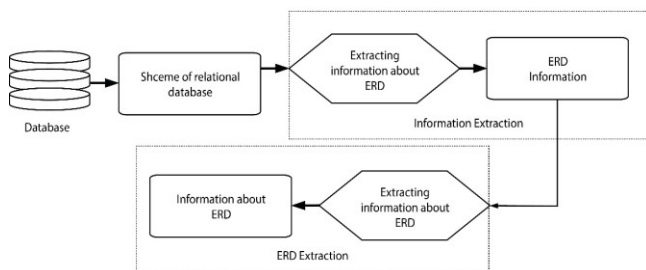 Extracting
information about
ERD
ERD
Information
Shceme of relational
database
Database
Information Extraction
Information about
ERD
Extracting
information about
ERD
ERD Extraction